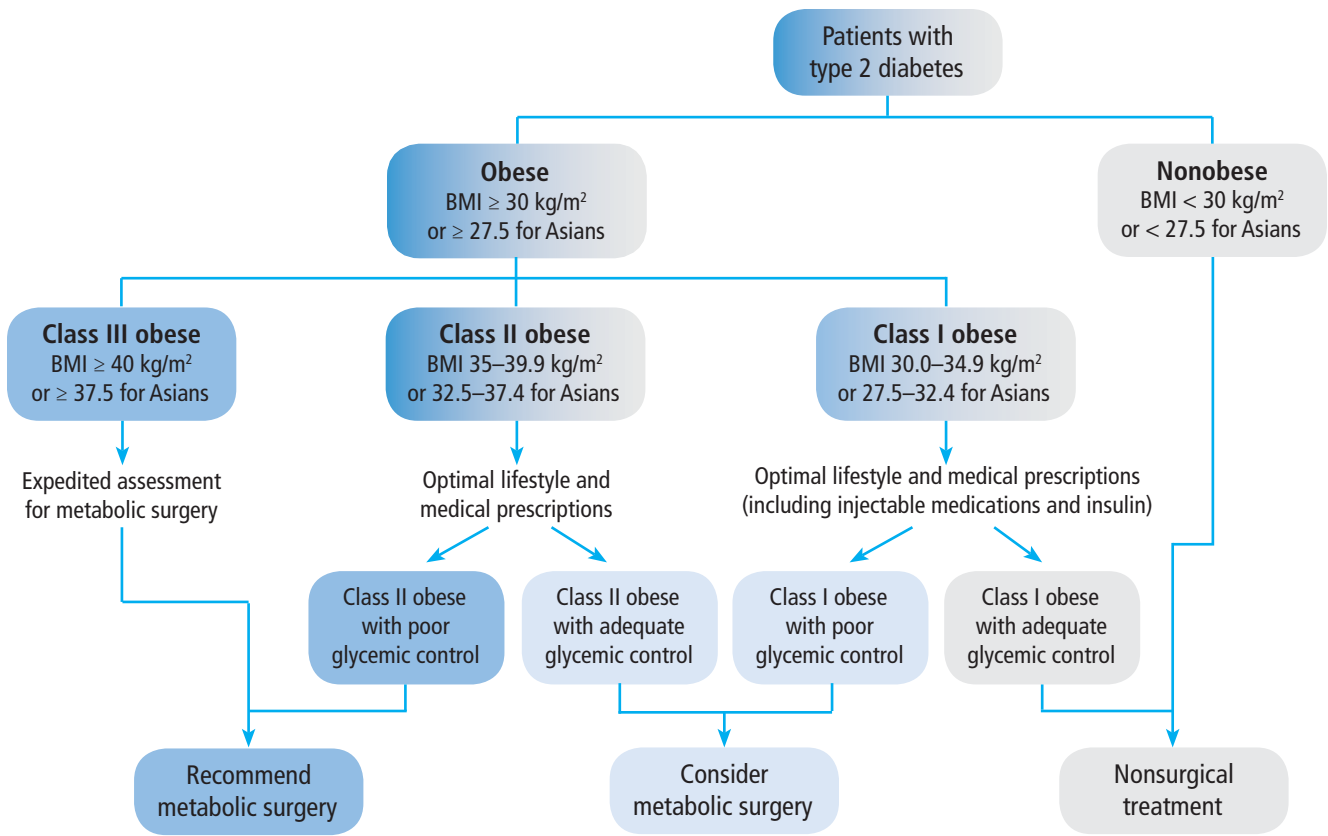 Patients with
type 2 diabetes
Obese
BMI ≥ 30 kg/m²
or ≥ 27.5 for Asians
Nonobese
BMI < 30 kg/m²
or < 27.5 for Asians
Class III obese
BMI ≥ 40 kg/m²
or ≥ 37.5 for Asians
Class II obese
BMI 35–39.9 kg/m²
or 32.5–37.4 for Asians
Class I obese
BMI 30.0–34.9 kg/m²
or 27.5–32.4 for Asians
Expedited assessment
for metabolic surgery
Optimal lifestyle and
medical prescriptions
Optimal lifestyle and medical prescriptions
(including injectable medications and insulin)
Class II obese
with poor
glycemic control
Class II obese
with adequate
glycemic control
Class I obese
with poor
glycemic control
Class I obese
with adequate
glycemic control
Recommend
metabolic surgery
Consider
metabolic surgery
Nonsurgical
treatment